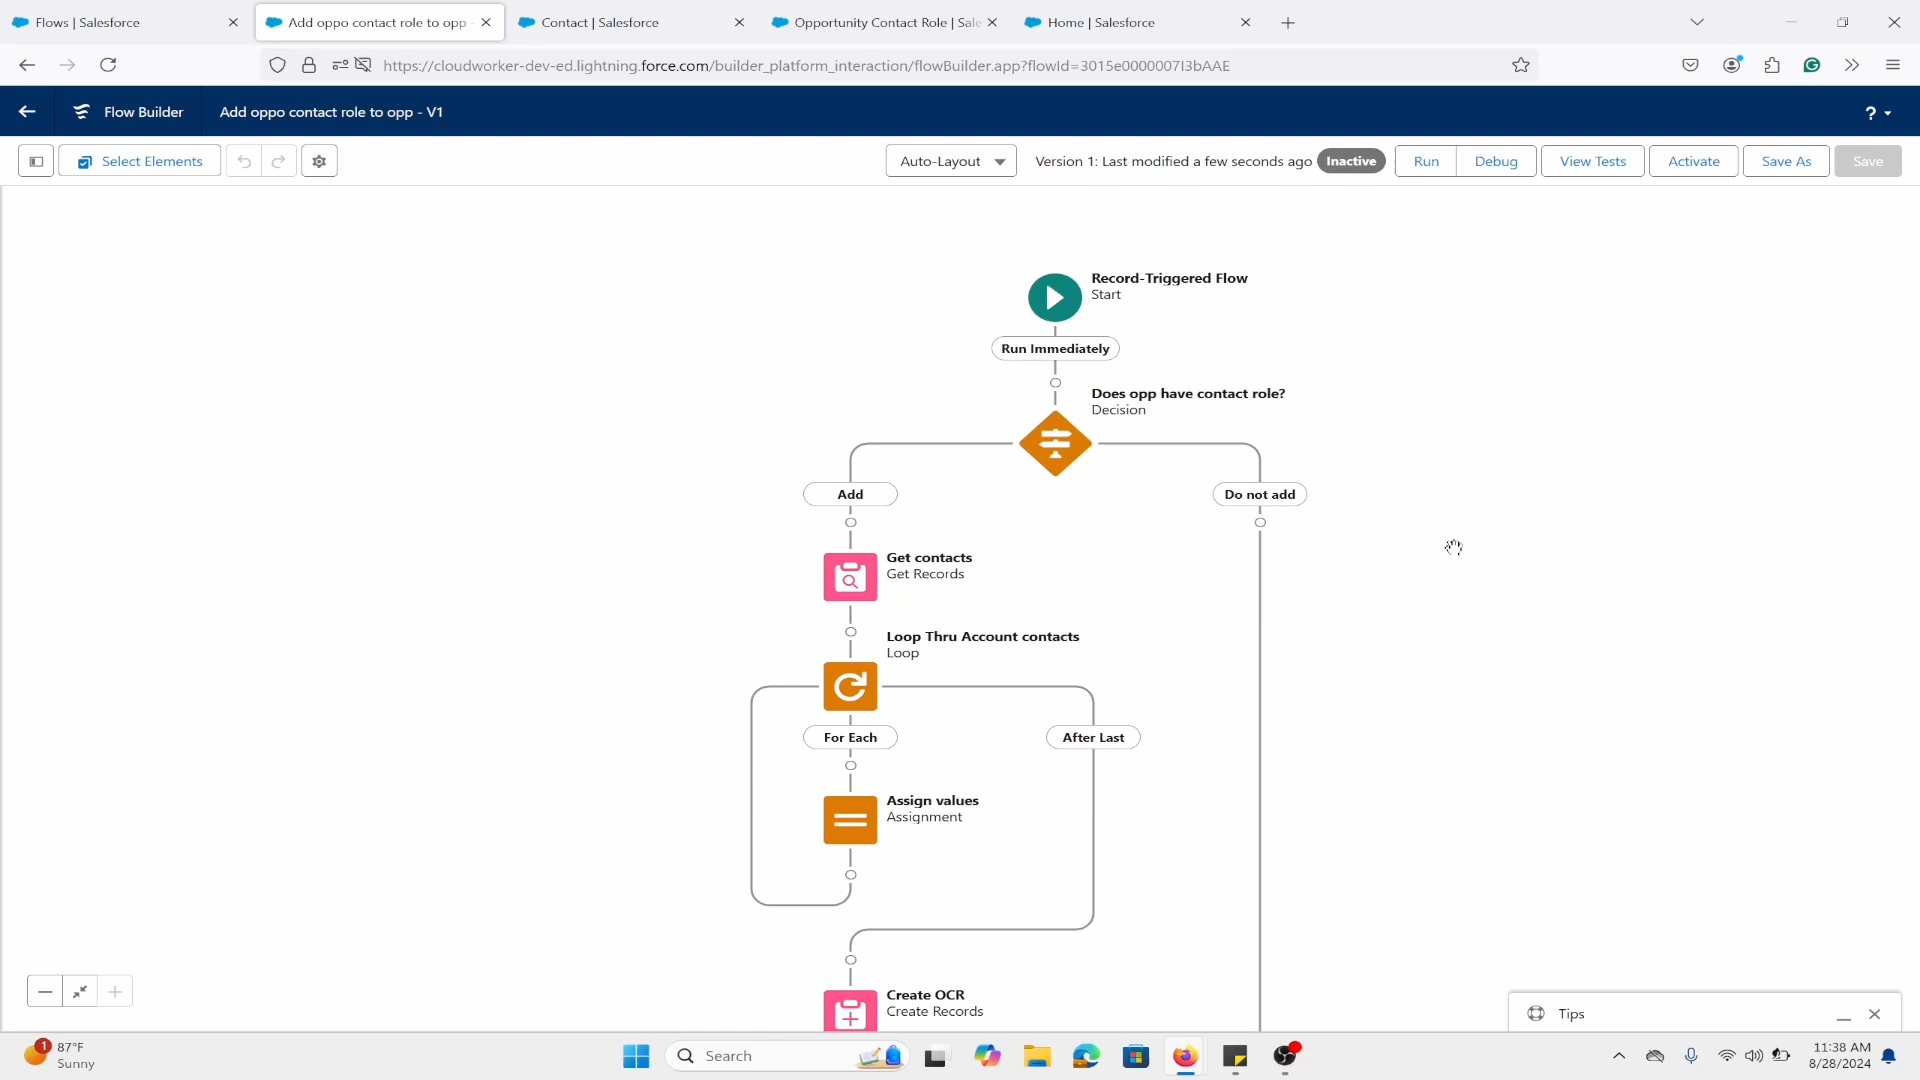 Flows | Salesforce
Add oppo contact role to opp -
Contact | Salesforce
Opportunity Contact Role | Sale
Home | Salesforce
https://cloudworker-dev-ed.lightning.force.com/builder_platform_interaction/flowBuilder.app?flowId=3015e0000007I3bAAE
Flow Builder
Add oppo contact role to opp - V1
?
Select Elements
Auto-Layout
Version 1: Last modified a few seconds ago
Inactive
Run
Debug
View Tests
Activate
Save As
Save
Record-Triggered Flow
Start
Run Immediately
Does opp have contact role?
Decision
Add
Do not add
Get contacts
Get Records
Loop Thru Account contacts
Loop
For Each
After Last
Assign values
Assignment
Create OCR
Create Records
Tips
1
87°F
Sunny
Search
11:38 AM
8/28/2024